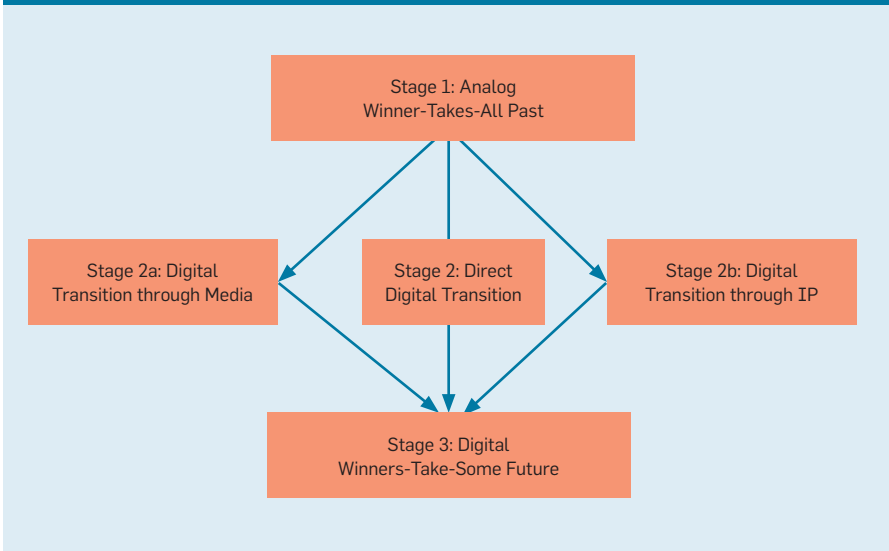 Stage 1: Analog
Winner-Takes-All Past
Stage 2a: Digital
Transition through Media
Stage 2: Direct
Digital Transition
Stage 2b: Digital
Transition through IP
Stage 3: Digital
Winners-Take-Some Future